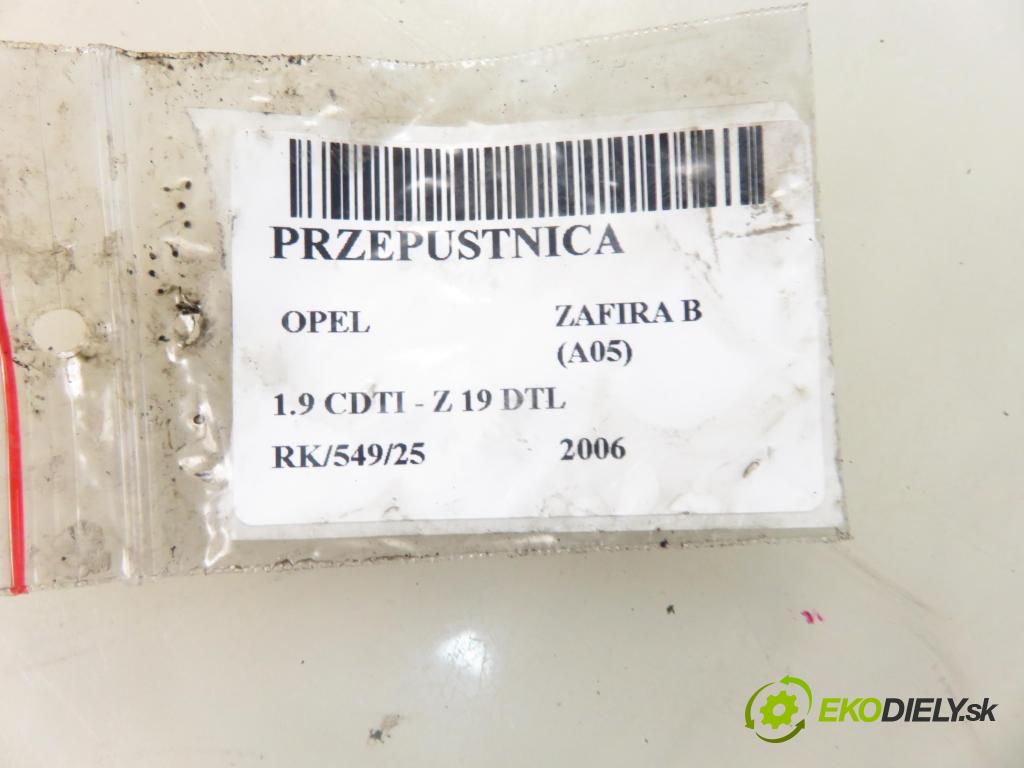 PRZEPUSTNICA
OPEL ZAFIRA B
(A05)
1.9 CDTI - Z 19 DTL
RK/549/25 2006
EKODIELY.sk